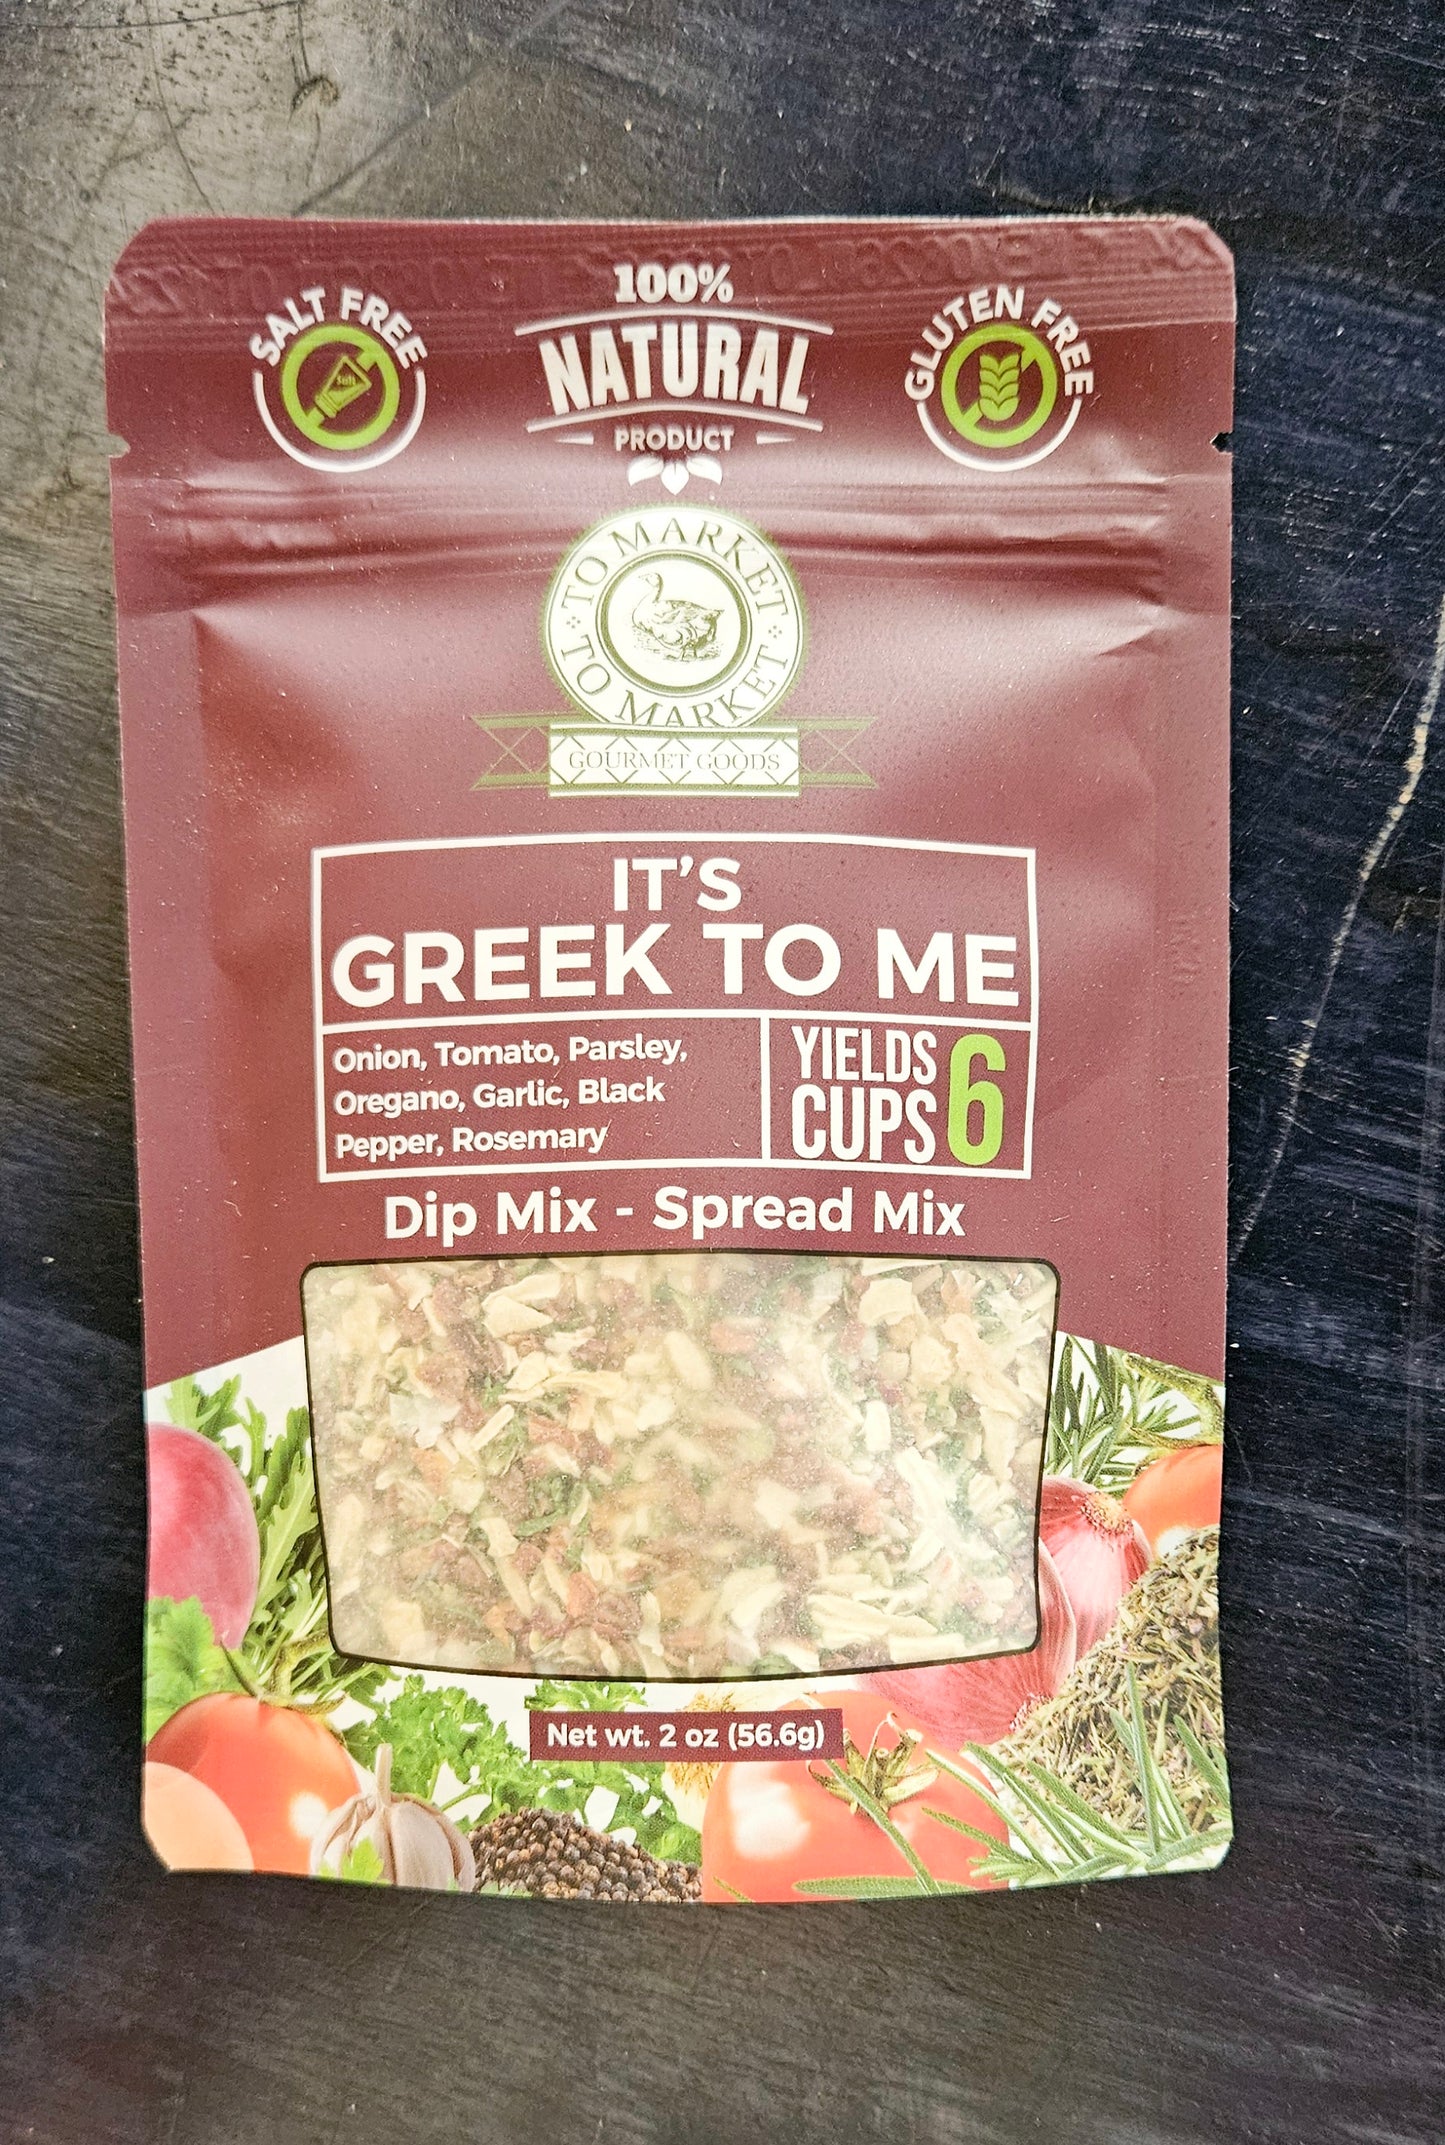 SALT FREE
Salt
100%
NATURAL
PRODUCT
GLUTEN FREE
TO MARKET
TO MARKET
GOURMET GOODS
IT'S
GREEK TO ME
Onion, Tomato, Parsley,
Oregano, Garlic, Black
Pepper, Rosemary
YIELDS 6
CUPS
Dip Mix - Spread Mix
Net wt. 2 oz (56.6g)